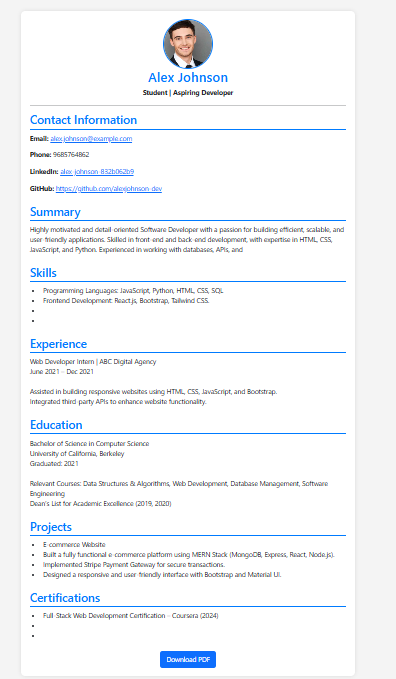 Alex Johnson
Student | Aspiring Developer
Contact Information
Email: alex.johnson@example.com
Phone: 9685764862
LinkedIn: alex-johnson-832b062b9
GitHub: https://github.com/alexjohnson-dev
Summary
Highly motivated and detail-oriented Software Developer with a passion for building efficient, scalable, and
user-friendly applications. Skilled in front-end and back-end development, with expertise in HTML, CSS,
JavaScript, and Python. Experienced in working with databases, APIs, and
Skills
• Programming Languages: JavaScript, Python, HTML, CSS, SQL
• Frontend Development: React.js, Bootstrap, Tailwind CSS.
•
•
Experience
Web Developer Intern | ABC Digital Agency
June 2021 – Dec 2021
Assisted in building responsive websites using HTML, CSS, JavaScript, and Bootstrap.
Integrated third-party APIs to enhance website functionality.
Education
Bachelor of Science in Computer Science
University of California, Berkeley
Graduated: 2021
Relevant Courses: Data Structures & Algorithms, Web Development, Database Management, Software
Engineering
Dean's List for Academic Excellence (2019, 2020)
Projects
• E-commerce Website
• Built a fully functional e-commerce platform using MERN Stack (MongoDB, Express, React, Node.js).
• Implemented Stripe Payment Gateway for secure transactions.
• Designed a responsive and user-friendly interface with Bootstrap and Material UI.
Certifications
• Full-Stack Web Development Certification – Coursera (2024)
•
•
Download PDF